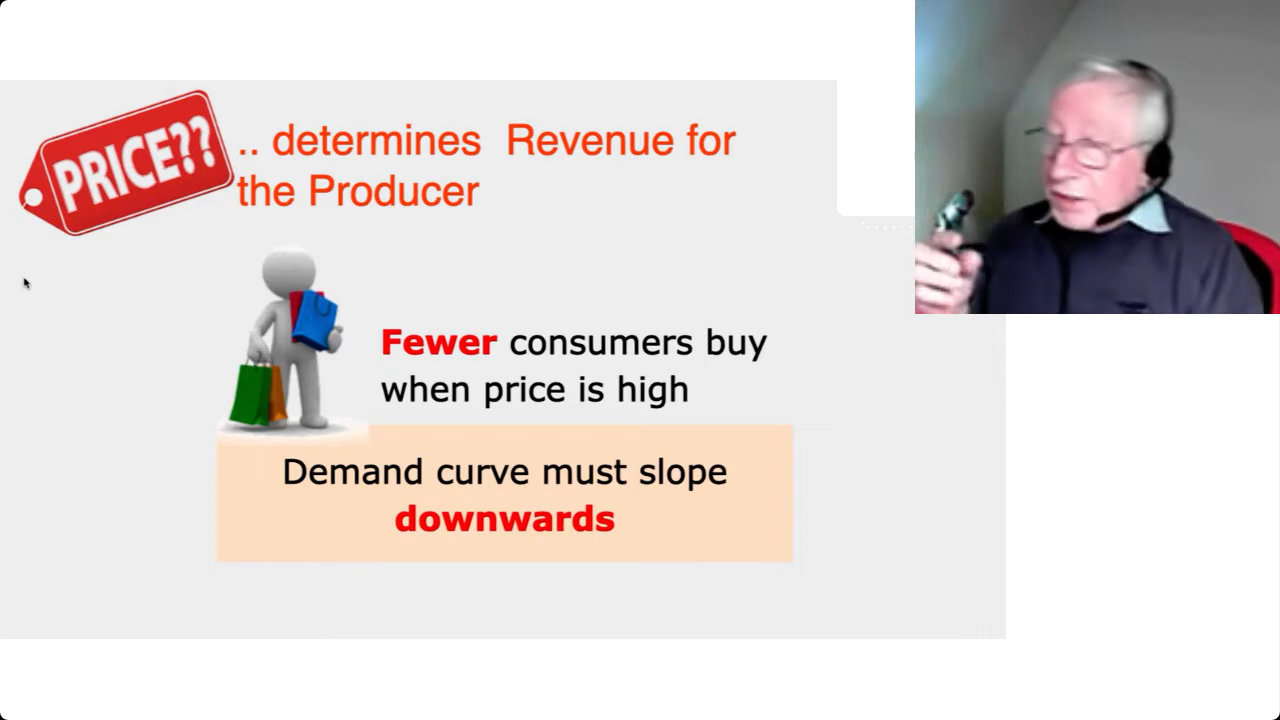 PRICE??
.. determines Revenue for
the Producer
Fewer consumers buy
when price is high
Demand curve must slope
downwards